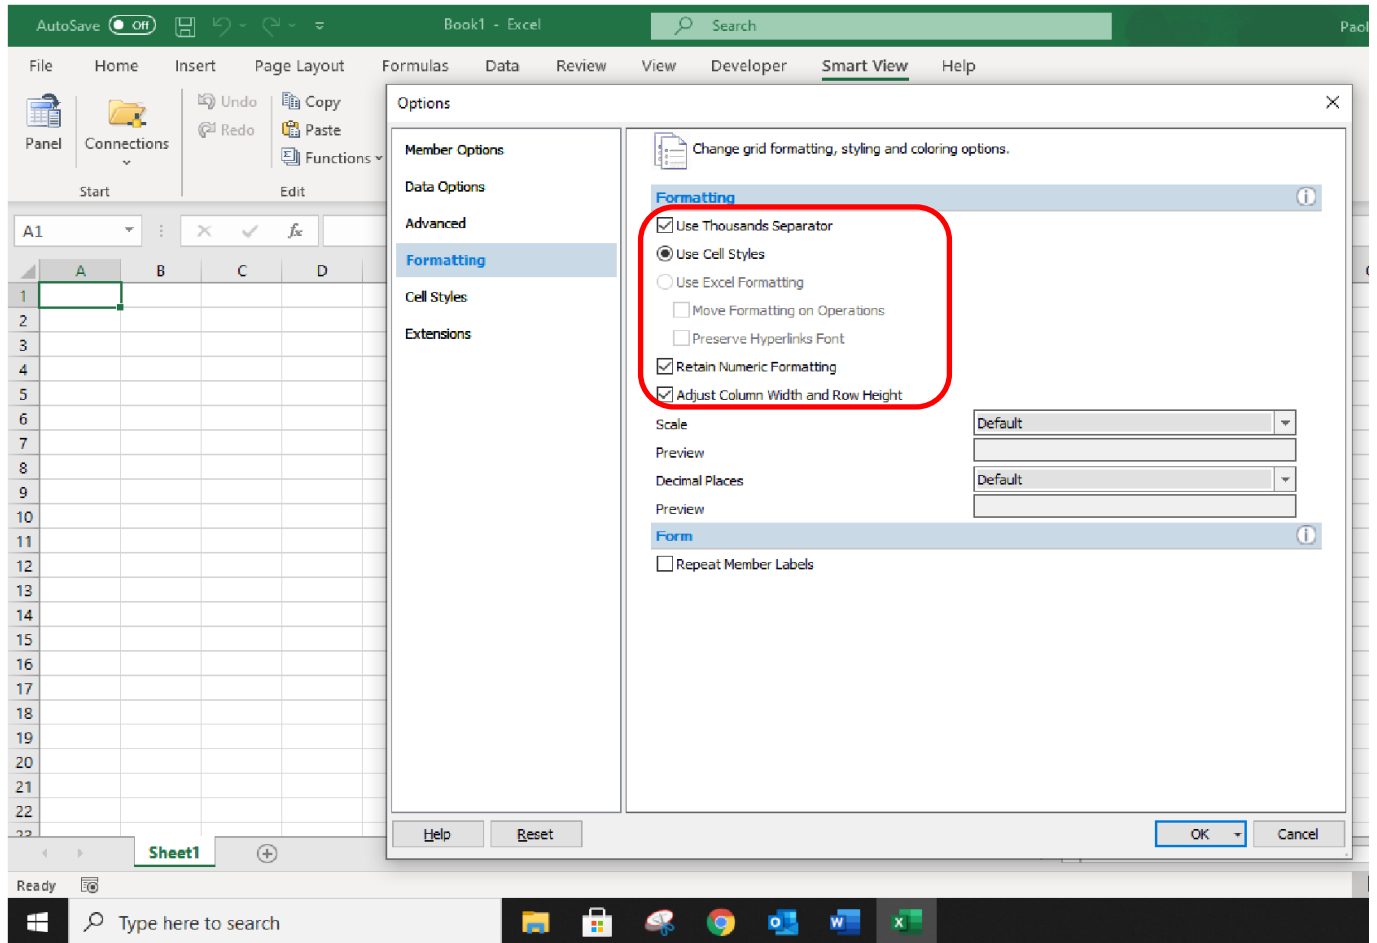 AutoSave Off Book1 - Excel Search Paol
File Home Insert Page Layout Formulas Data Review View Developer Smart View Help
Panel
Connections
Start
Undo
Redo
Copy
Paste
Functions
Edit
A1
fx
A B C D
1
2
3
4
5
6
7
8
9
10
11
12
13
14
15
16
17
18
19
20
21
22
23
Options
Member Options
Data Options
Advanced
Formatting
Cell Styles
Extensions
Change grid formatting, styling and coloring options.
Formatting
Use Thousands Separator
Use Cell Styles
Use Excel Formatting
Move Formatting on Operations
Preserve Hyperlinks Font
Retain Numeric Formatting
Adjust Column Width and Row Height
Scale Default
Preview
Decimal Places Default
Preview
Form
Repeat Member Labels
Help Reset OK Cancel
Sheet1
Ready
Type here to search